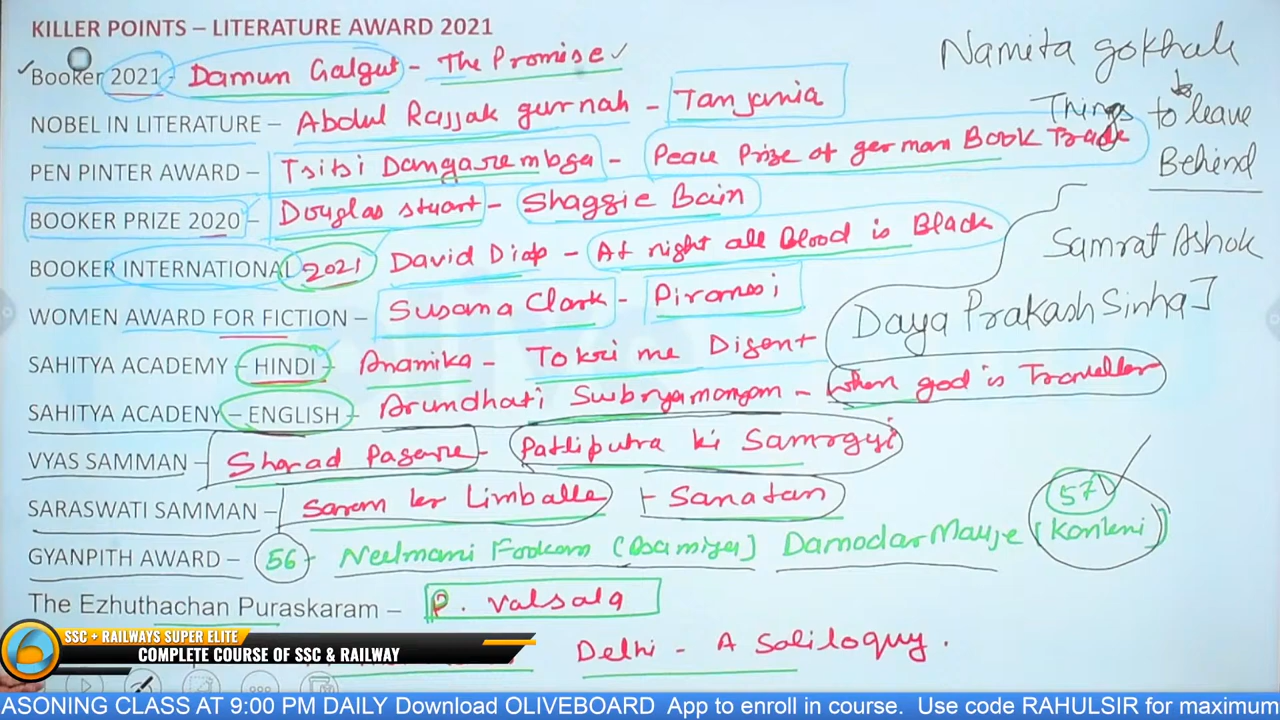 KILLER POINTS – LITERATURE AWARD 2021
Booker 2021 - Damun Galgut - The Promise
NOBEL IN LITERATURE – Abdul Razzak gurnah - Tanjania
PEN PINTER AWARD – Tsitsi Dangarembga - Peace Prize of german Book Trade
BOOKER PRIZE 2020 - Douglas stuart - Shaggie Bain
BOOKER INTERNATIONAL 2021 David Diop - At night all Blood is Black
WOMEN AWARD FOR FICTION – Susana Clark - Piranesi
SAHITYA ACADEMY – HINDI - Anamika - Tokri me Digant
SAHITYA ACADENY – ENGLISH - Arundhati Subryamanyam - when god is Traveller
VYAS SAMMAN – Sharad Pagare - Patliputra ki Samragyi
SARASWATI SAMMAN – Saran Limballe - Sanatan
GYANPITH AWARD – 56 - Neelmani Fookan Damodar Mauje [Konkani] 57
The Ezhuthachan Puraskaram – P. Valsala
Delhi - A Soliloquy.
Namita gokhale
Things to leave
Behind
Samrat Ashok
Daya Prakash Sinha]
SSC + RAILWAYS SUPER ELITE
COMPLETE COURSE OF SSC & RAILWAY
ASONING CLASS AT 9:00 PM DAILY Download OLIVEBOARD App to enroll in course. Use code RAHULSIR for maximum